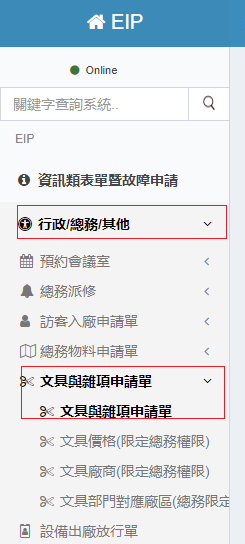 EIP
Online
關鍵字查詢系統..
EIP
資訊類表單暨故障申請
行政/總務/其他
預約會議室
總務派修
訪客入廠申請單
總務物料申請單
文具與雜項申請單
文具與雜項申請單
文具價格(限定總務權限)
文具廠商(限定總務權限)
文具部門對應廠區(總務限定
設備出廠放行單